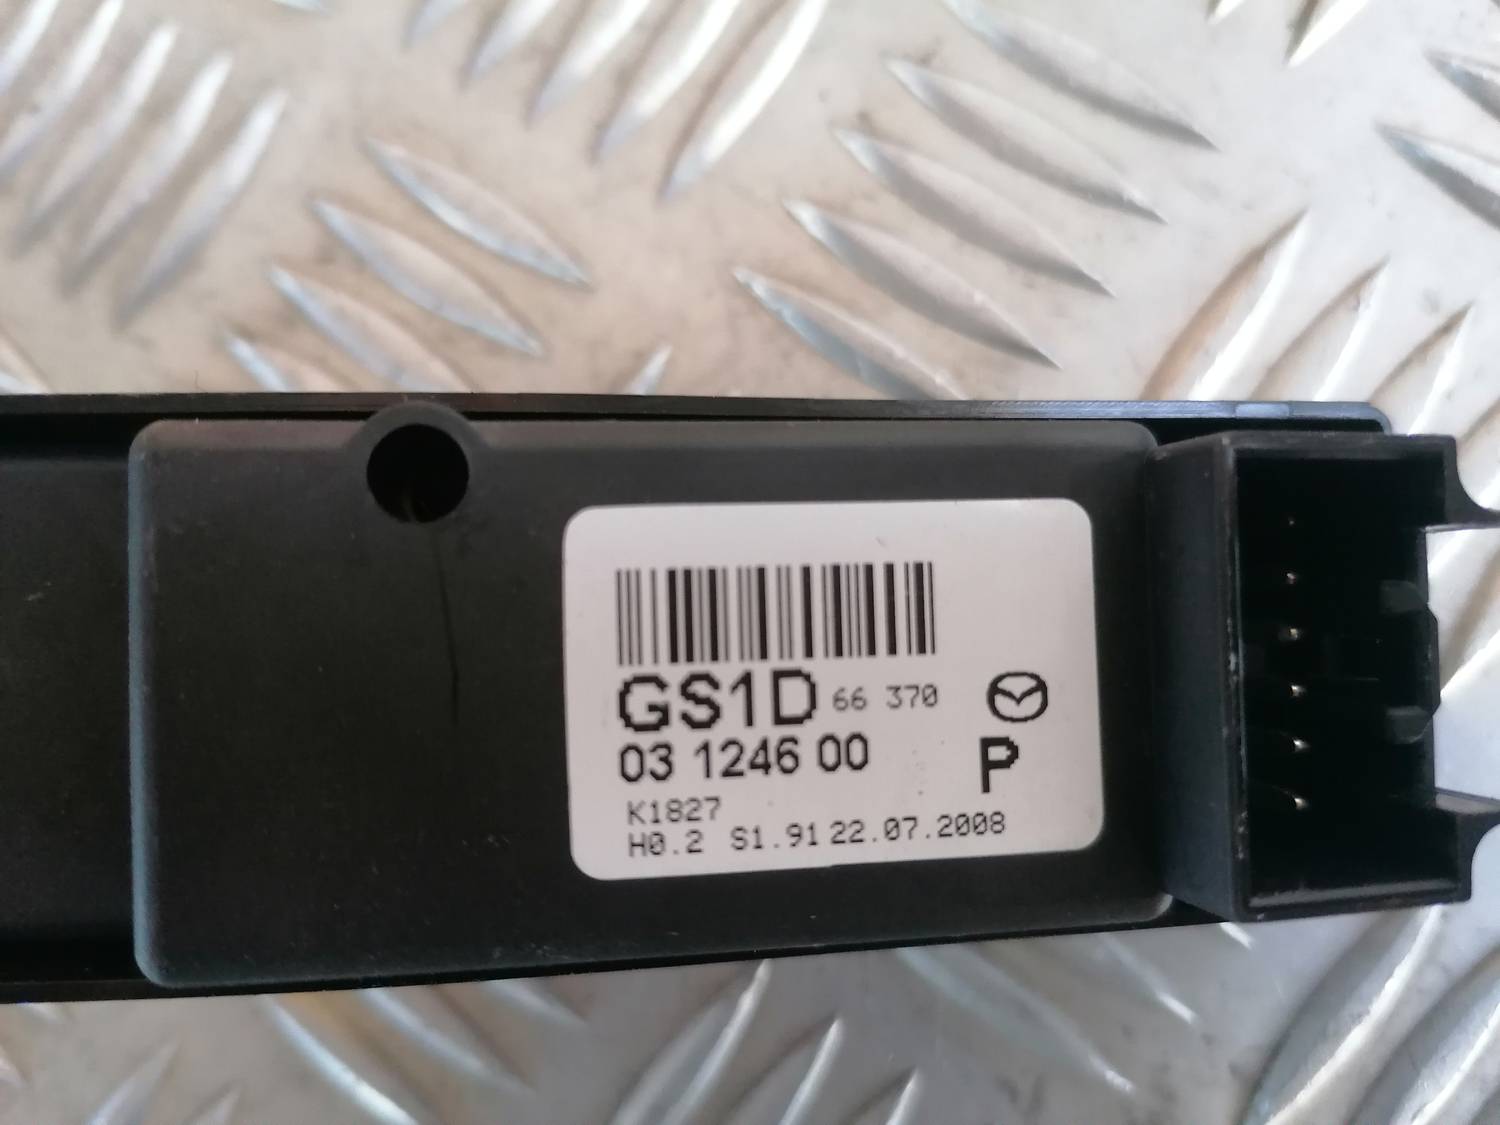 GS1D 66 370
03 1246 00
P
K1827
H0.2 S1.91 22.07.2008